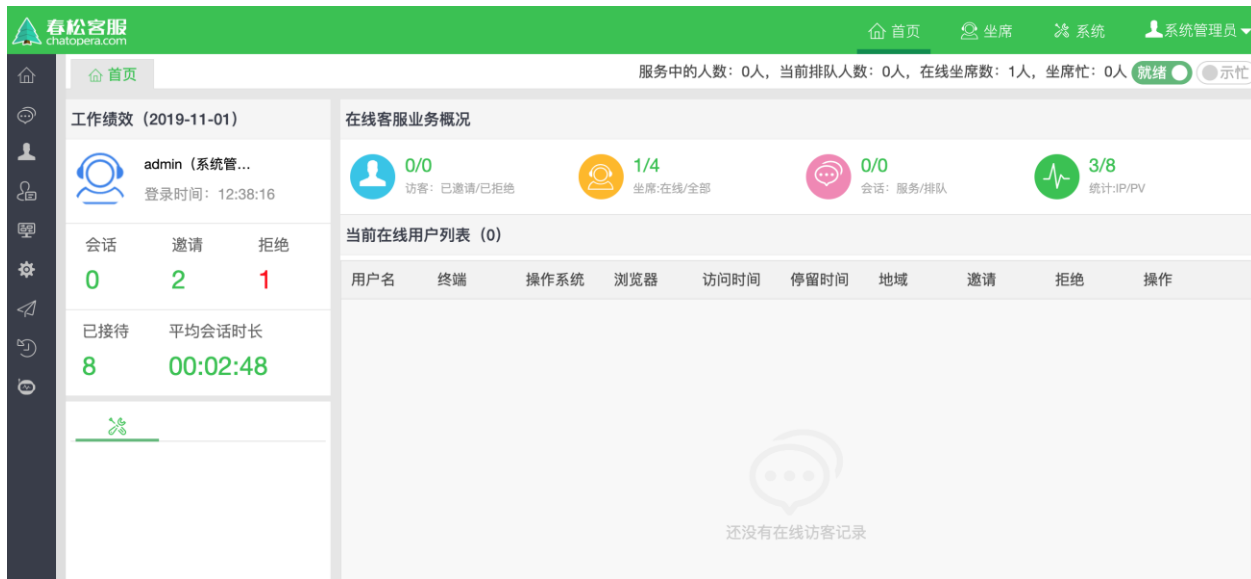 春松客服
chatopera.com
首页 坐席 系统 系统管理员
首页
服务中的人数：0人，当前排队人数：0人，在线坐席数：1人，坐席忙：0人 就绪 示忙
工作绩效（2019-11-01）
admin（系统管...
登录时间：12:38:16
会话 邀请 拒绝
0 2 1
已接待 平均会话时长
8 00:02:48
在线客服业务概况
0/0
访客：已邀请/已拒绝
1/4
坐席:在线/全部
0/0
会话：服务/排队
3/8
统计:IP/PV
当前在线用户列表（0）
用户名 终端 操作系统 浏览器 访问时间 停留时间 地域 邀请 拒绝 操作
还没有在线访客记录